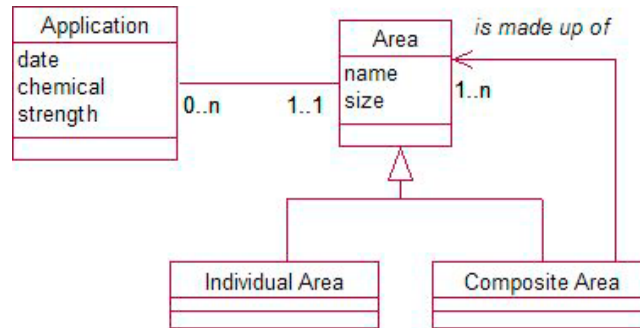 Application
date
chemical
strength
0..n
1..1
Area
name
size
is made up of
1..n
Individual Area
Composite Area